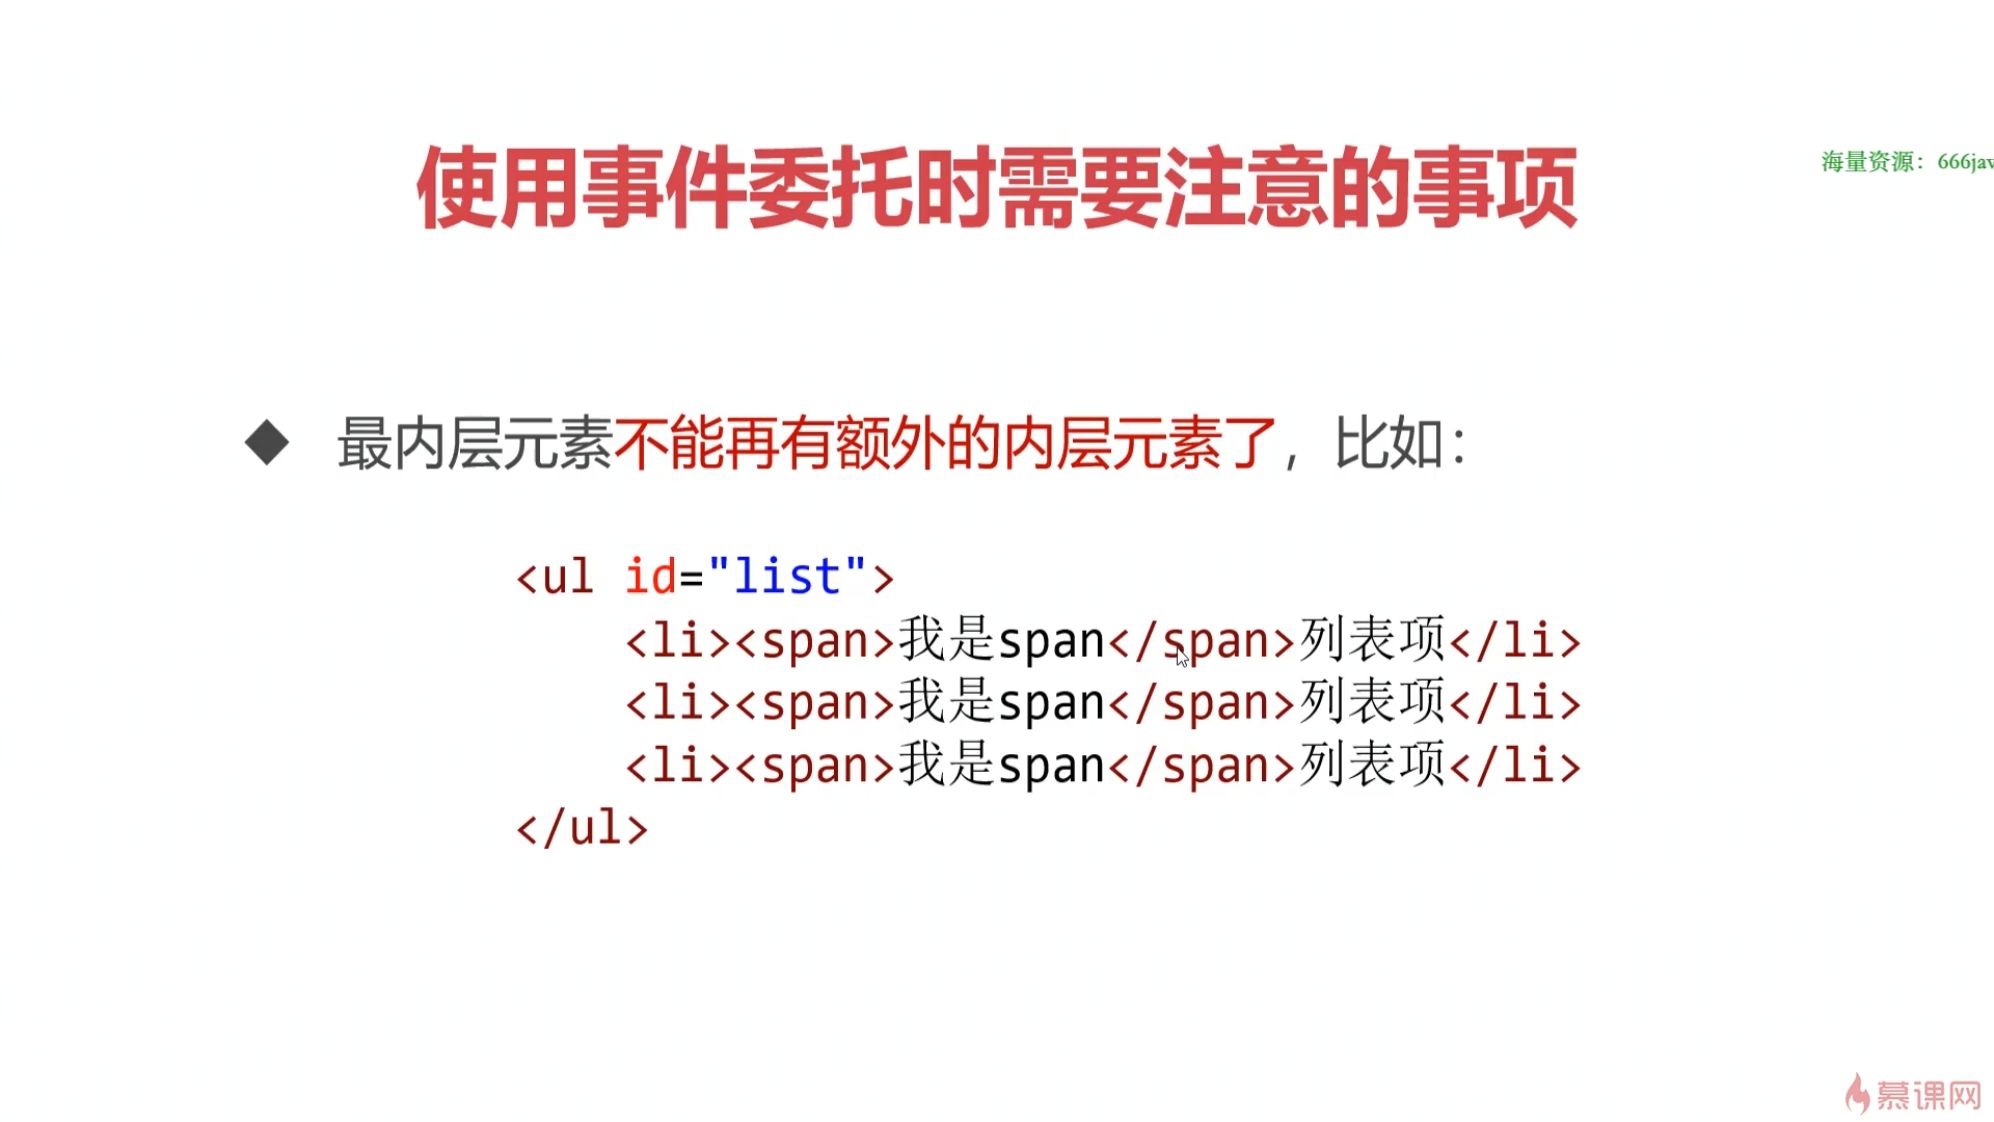 使用事件委托时需要注意的事项
海量资源：666jav
◆ 最内层元素不能再有额外的内层元素了，比如：
<ul id="list">
<li><span>我是span</span>列表项</li>
<li><span>我是span</span>列表项</li>
<li><span>我是span</span>列表项</li>
</ul>
慕课网